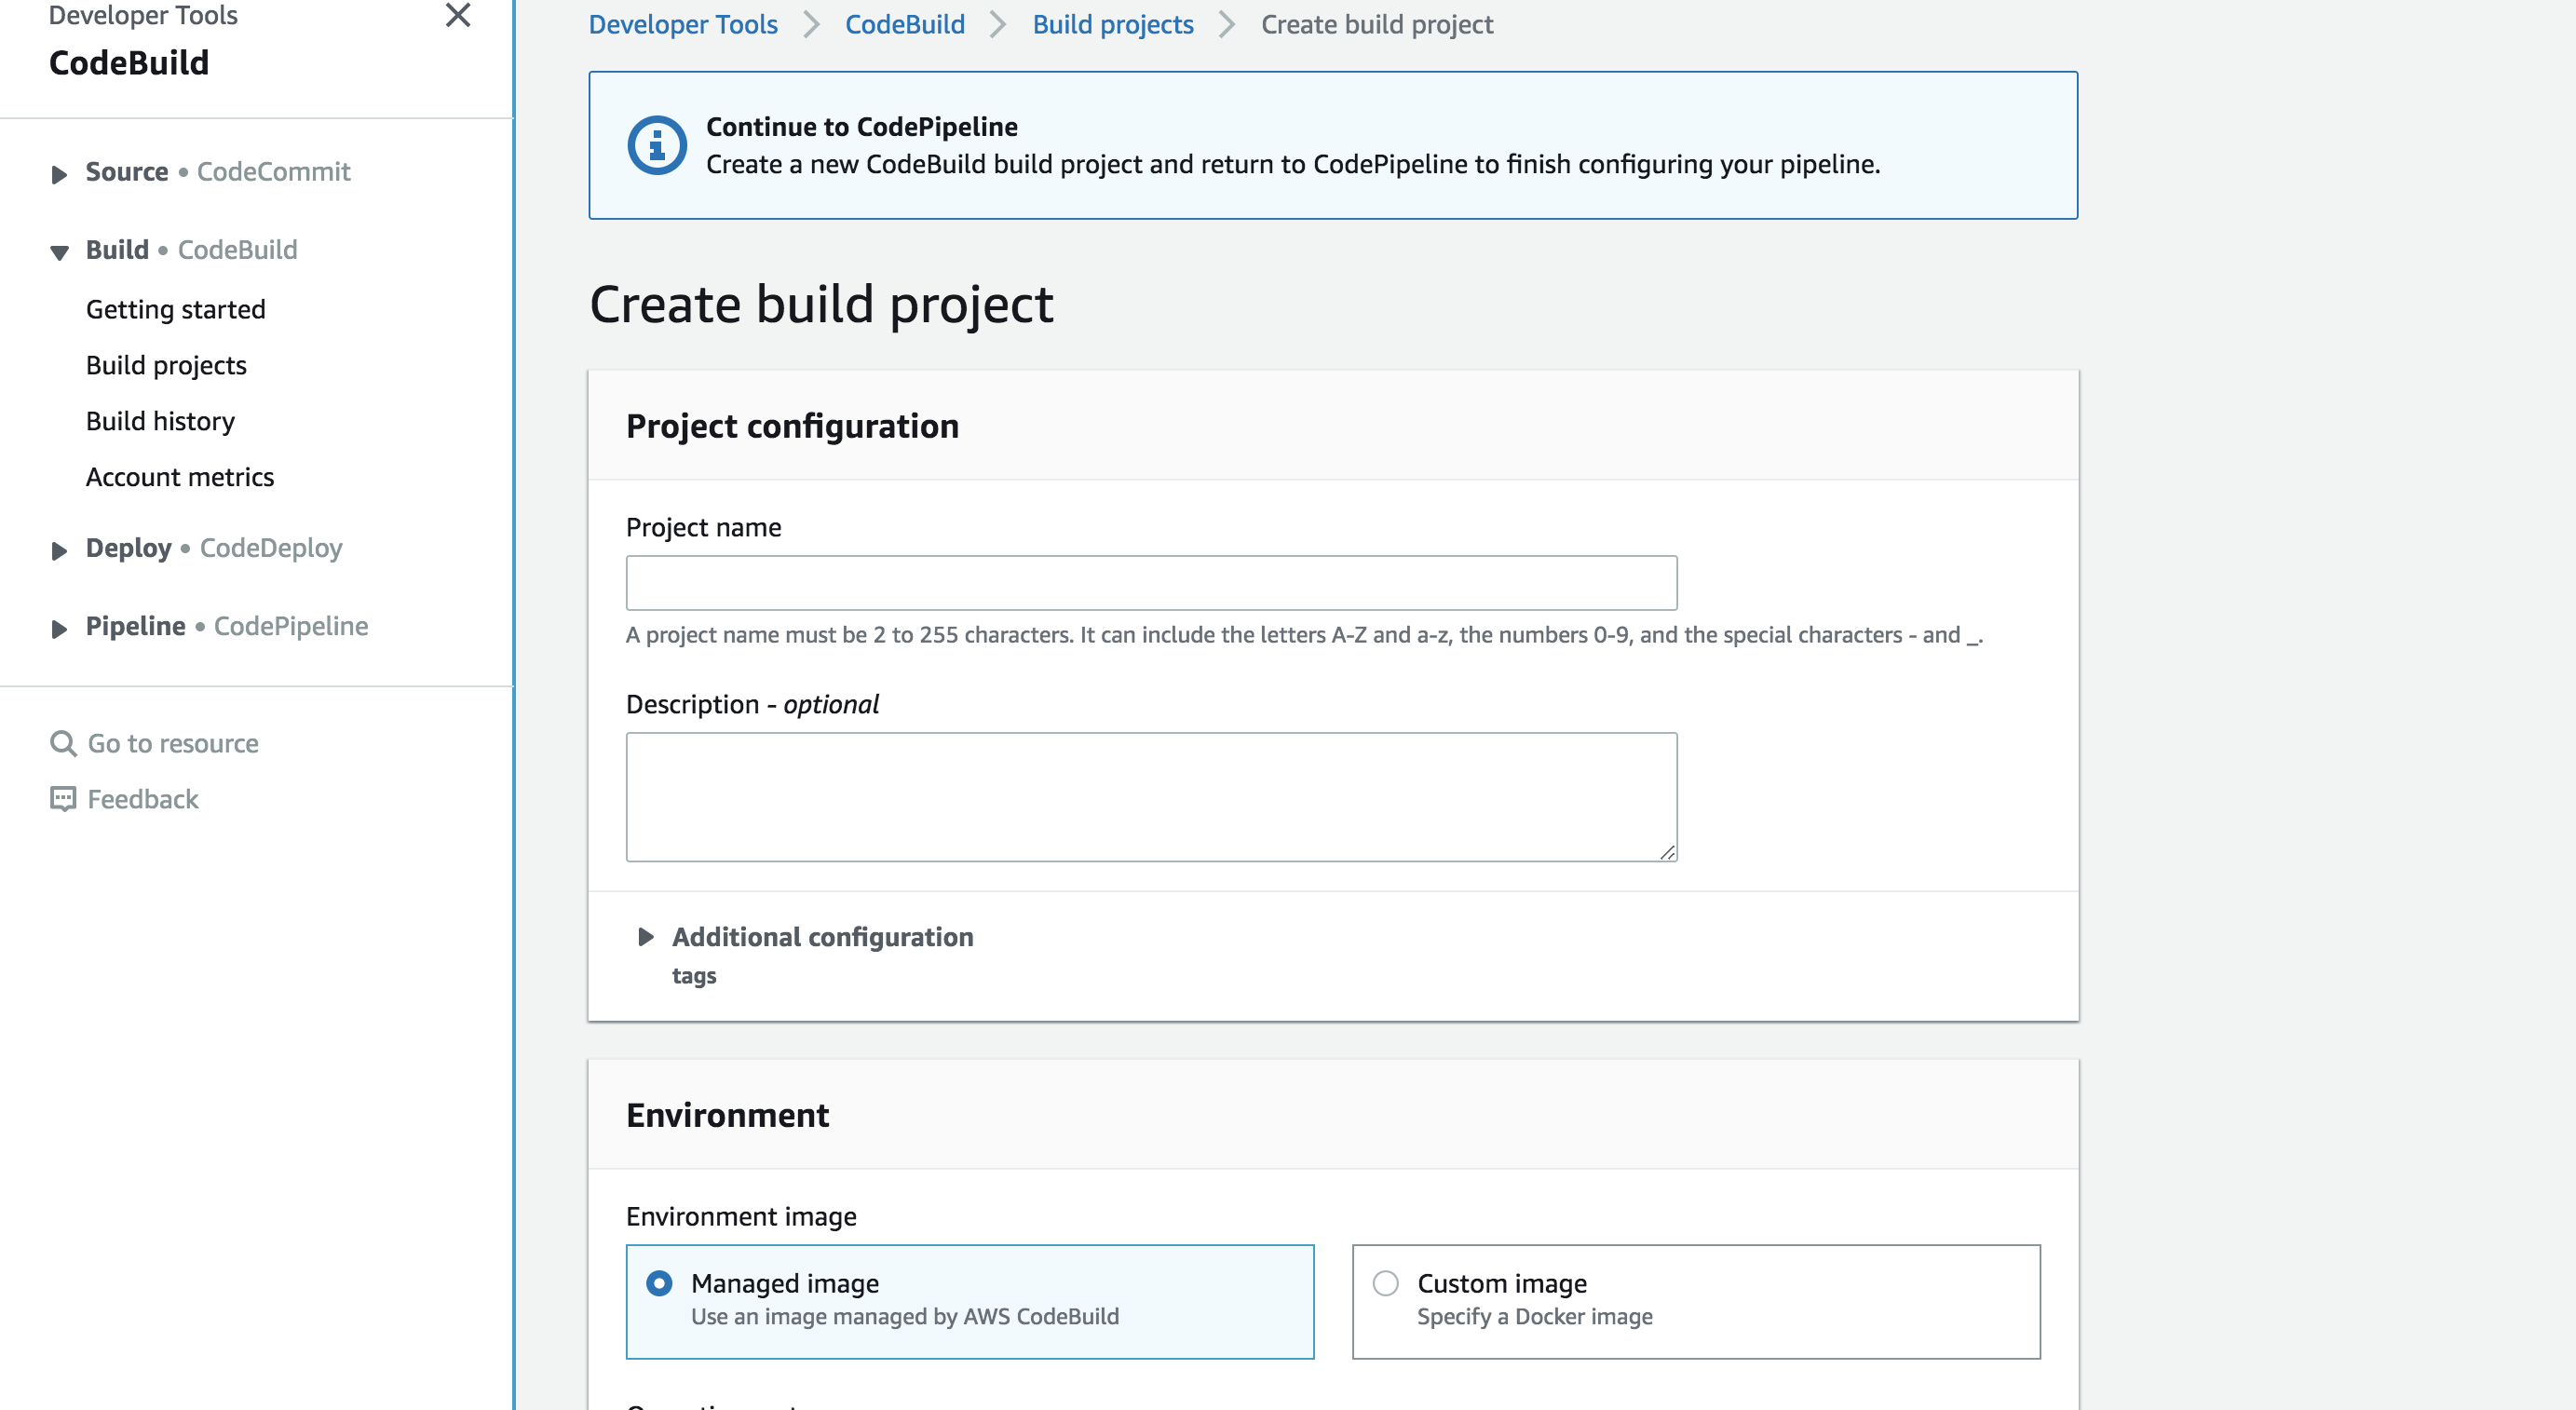 Developer Tools
CodeBuild
Source • CodeCommit
Build • CodeBuild
Getting started
Build projects
Build history
Account metrics
Deploy • CodeDeploy
Pipeline • CodePipeline
Go to resource
Feedback
Developer Tools > CodeBuild > Build projects > Create build project
Continue to CodePipeline
Create a new CodeBuild build project and return to CodePipeline to finish configuring your pipeline.
Create build project
Project configuration
Project name
A project name must be 2 to 255 characters. It can include the letters A-Z and a-z, the numbers 0-9, and the special characters - and _.
Description - optional
Additional configuration
tags
Environment
Environment image
Managed image
Use an image managed by AWS CodeBuild
Custom image
Specify a Docker image